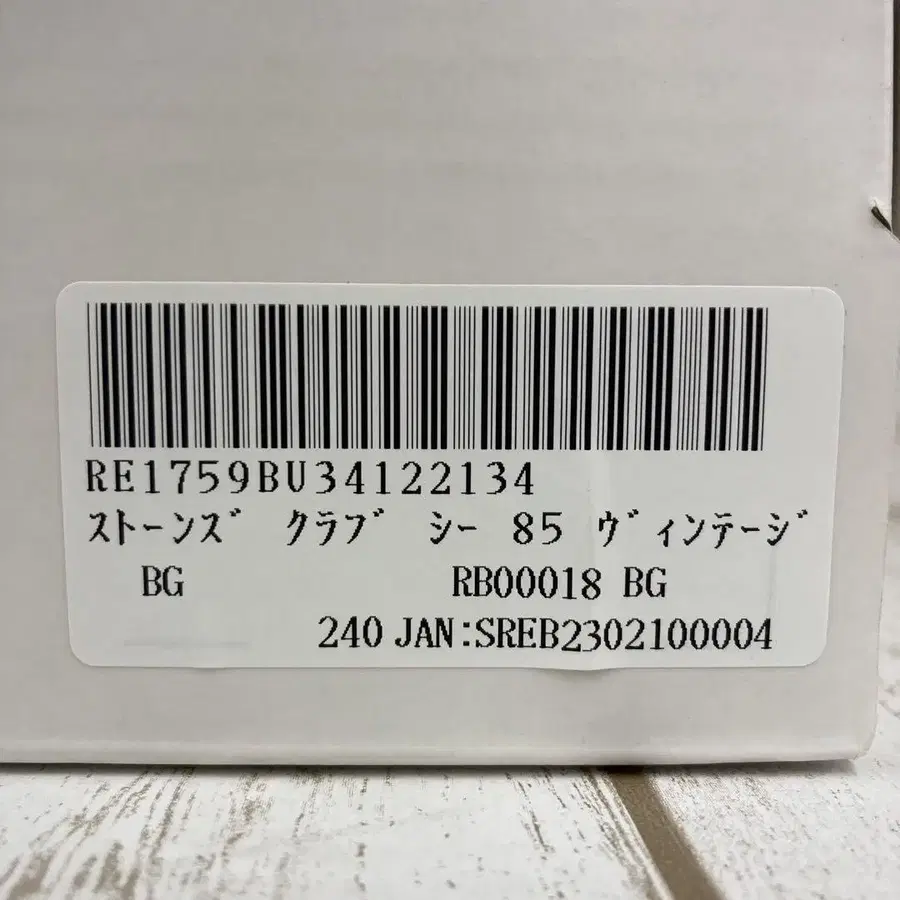 RE1759BU34122134
ｽﾄｰﾝｽﾞ ｸﾗﾌﾞ ｼｰ 85 ｳﾞｨﾝﾃｰｼﾞ
BG RB00018 BG
240 JAN:SREB2302100004